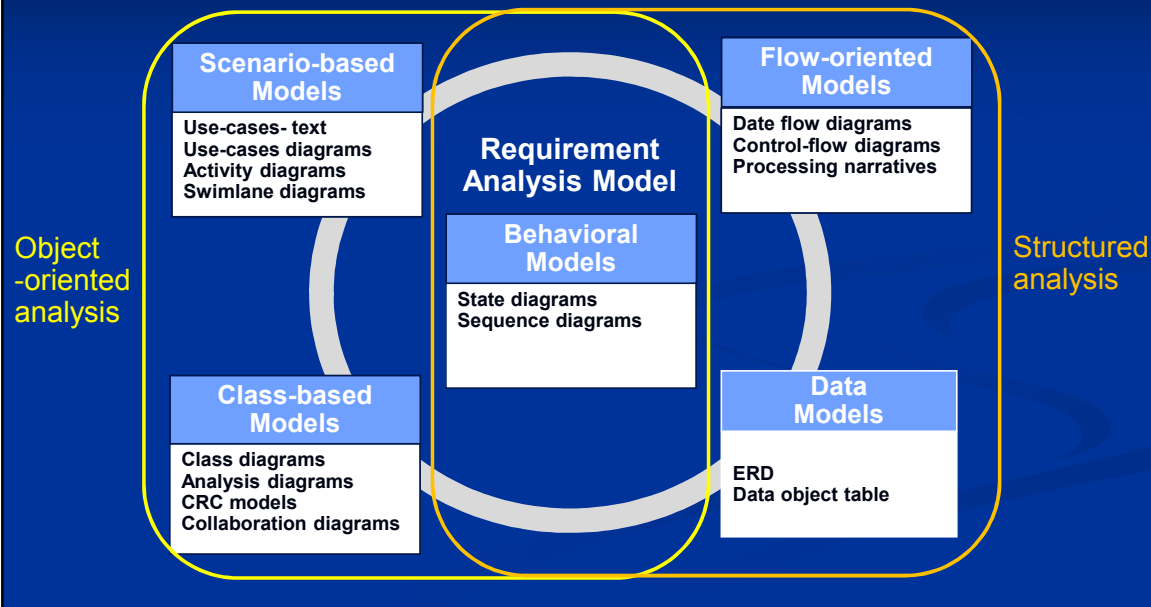 Scenario-based
Models
Use-cases- text
Use-cases diagrams
Activity diagrams
Swimlane diagrams
Flow-oriented
Models
Date flow diagrams
Control-flow diagrams
Processing narratives
Requirement
Analysis Model
Behavioral
Models
State diagrams
Sequence diagrams
Object
-oriented
analysis
Structured
analysis
Class-based
Models
Class diagrams
Analysis diagrams
CRC models
Collaboration diagrams
Data
Models
ERD
Data object table